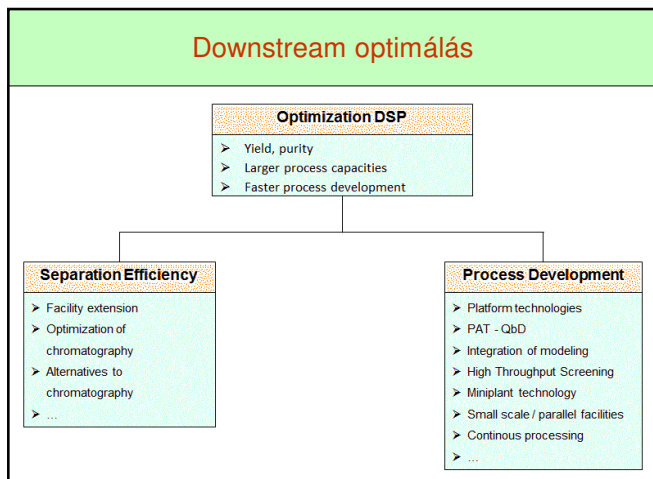 Downstream optimálás
Optimization DSP
➢ Yield, purity
➢ Larger process capacities
➢ Faster process development
Separation Efficiency
➢ Facility extension
➢ Optimization of
chromatography
➢ Alternatives to
chromatography
➢ ...
Process Development
➢ Platform technologies
➢ PAT - QbD
➢ Integration of modeling
➢ High Throughput Screening
➢ Miniplant technology
➢ Small scale / parallel facilities
➢ Continous processing
➢ ...